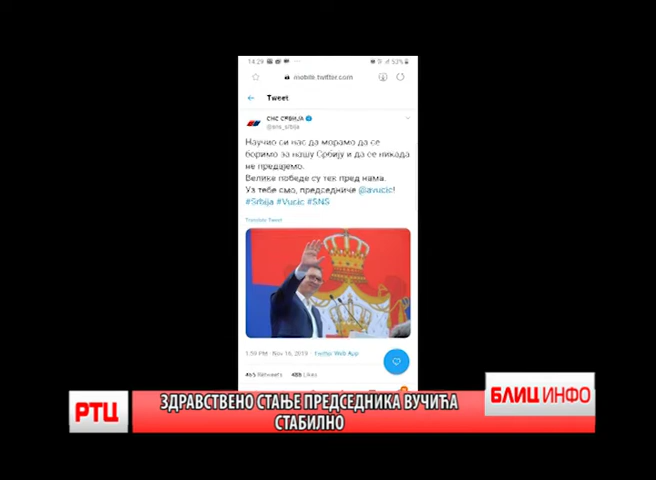 14:29
53%
mobile.twitter.com
Tweet
СНС СРБИЈА
@sns_srbija
Научио си нас да морамо да се
боримо за нашу Србију и да се никада
не предајемо.
Велике победе су тек пред нама.
Уз тебе смо, председниче @avucic!
#Srbija #Vucic #SNS
Translate Tweet
1:59 PM · Nov 16, 2019 · Twitter Web App
465 Retweets 488 Likes
РТЦ
ЗДРАВСТВЕНО СТАЊЕ ПРЕДСЕДНИКА ВУЧИЋА
СТАБИЛНО
БЛИЦ ИНФО